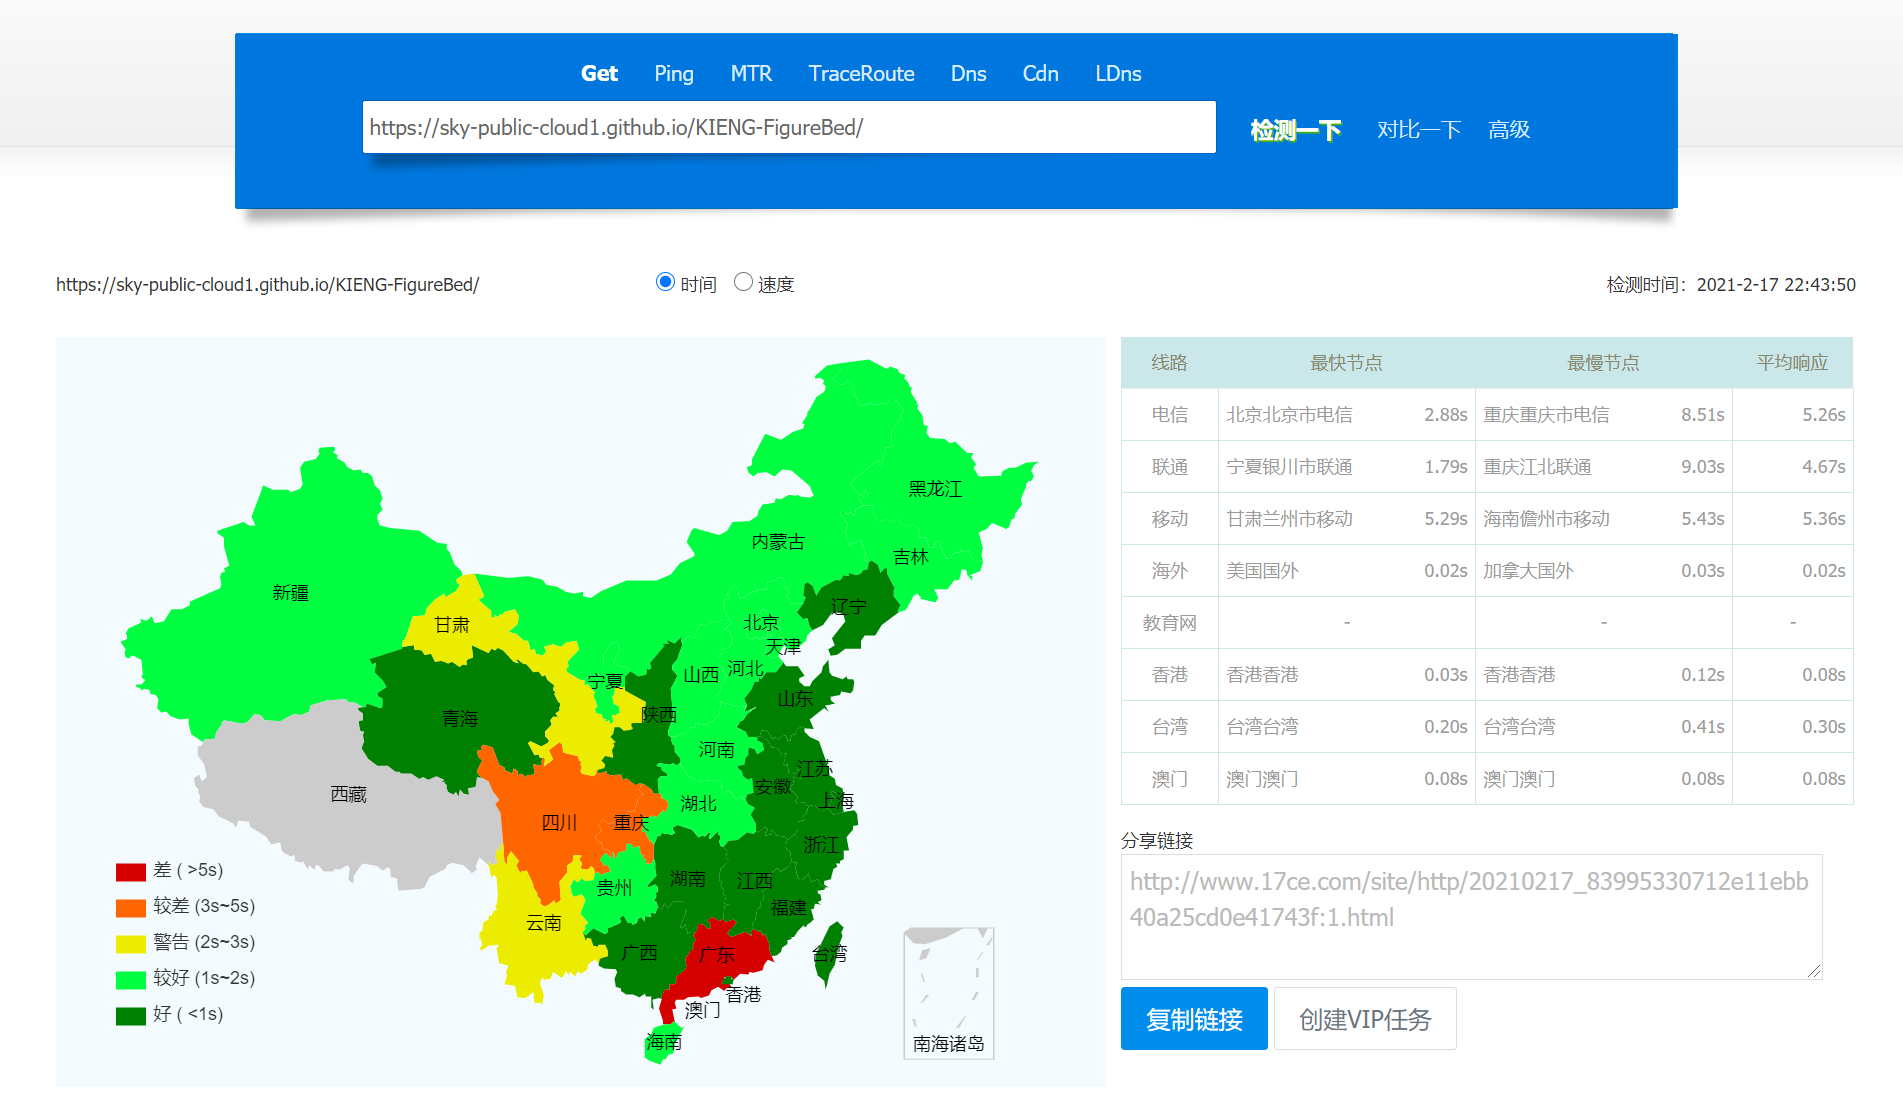 Get Ping MTR TraceRoute Dns Cdn LDns
https://sky-public-cloud1.github.io/KIENG-FigureBed/ 检测一下 对比一下 高级
https://sky-public-cloud1.github.io/KIENG-FigureBed/ 时间 速度 检测时间：2021-2-17 22:43:50
黑龙江
内蒙古
吉林
新疆
辽宁
甘肃
北京
天津
宁夏
山西
河北
山东
青海
陕西
河南
江苏
安徽
西藏
上海
湖北
四川
重庆
浙江
贵州
湖南
江西
福建
云南
广西
广东
台湾
香港
澳门
海南
南海诸岛
差 ( >5s)
较差 (3s~5s)
警告 (2s~3s)
较好 (1s~2s)
好 ( <1s)
线路 最快节点 最慢节点 平均响应
电信 北京北京市电信 2.88s 重庆重庆市电信 8.51s 5.26s
联通 宁夏银川市联通 1.79s 重庆江北联通 9.03s 4.67s
移动 甘肃兰州市移动 5.29s 海南儋州市移动 5.43s 5.36s
海外 美国国外 0.02s 加拿大国外 0.03s 0.02s
教育网 - - -
香港 香港香港 0.03s 香港香港 0.12s 0.08s
台湾 台湾台湾 0.20s 台湾台湾 0.41s 0.30s
澳门 澳门澳门 0.08s 澳门澳门 0.08s 0.08s
分享链接
http://www.17ce.com/site/http/20210217_83995330712e11ebb
40a25cd0e41743f:1.html
复制链接 创建VIP任务